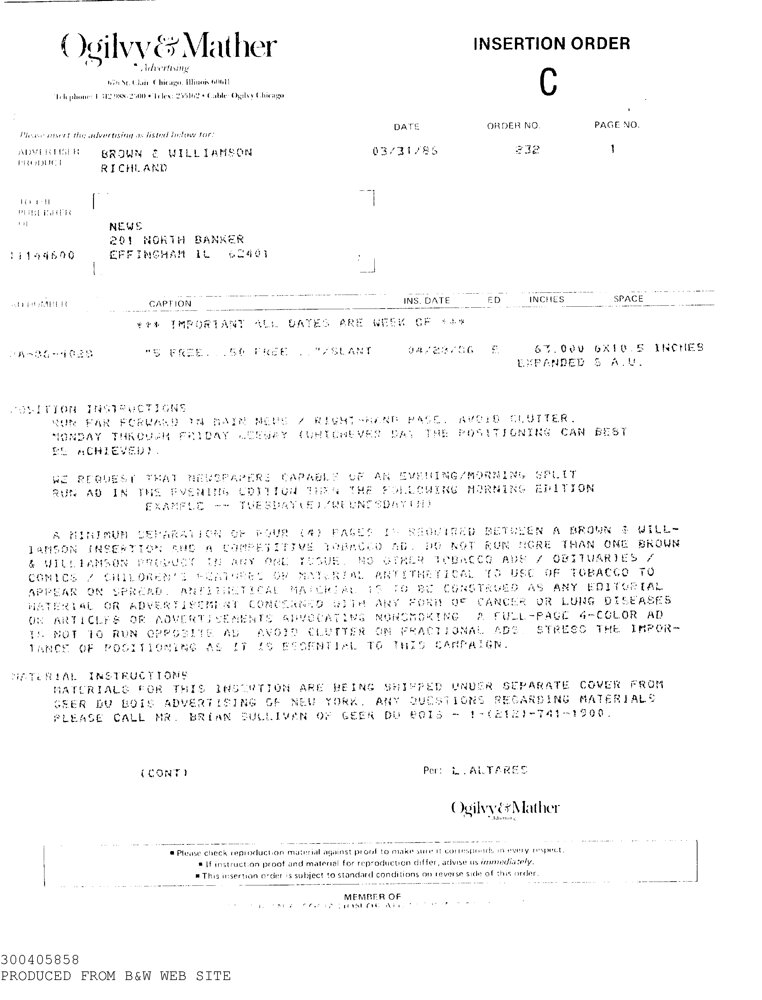 Ogilvy & Mather
Advertising
676 St. Clair Chicago, Illinois 60611
Telephone: 1 312 988-2500 • Telex: 255162 • Cable: Ogilvy Chicago
INSERTION ORDER
C
Please insert the advertising as listed below for:
DATE ORDER NO. PAGE NO.
ADVERTISER BROWN & WILLIAMSON 03/31/86 232 1
PRODUCT RICHLAND
TO THE
PUBLISHER
OF
NEWS
201 NORTH BANKER
11144600 EFFINGHAM IL 62401
AD NUMBER CAPTION INS. DATE ED INCHES SPACE
*** IMPORTANT ALL DATES ARE WEEK OF ***
"5 FREE...50 FREE..."/SLANT 04/28/86 E 63.000 6X10.5 INCHES
EXPANDED S.A.U.
POSITION INSTRUCTIONS
RUN FAR FORWARD IN MAIN NEWS / RIGHT-HAND PAGE. AVOID CLUTTER.
MONDAY THROUGH FRIDAY (WHICHEVER DAY THE POSITIONING CAN BEST
BE ACHIEVED).
WE REQUEST THAT NEWSPAPERS CAPABLE OF AN EVENING/MORNING SPLIT
RUN AD IN THE EVENING EDITION THEN THE FOLLOWING MORNING EDITION
EXAMPLE -- TUESDAY(E)/WEDNESDAY(M)
A MINIMUM SEPARATION OF FOUR (4) PAGES IS REQUIRED BETWEEN A BROWN & WILL-
IAMSON INSERTION AND A COMPETITIVE TOBACCO AD. DO NOT RUN MORE THAN ONE BROWN
& WILLIAMSON PRODUCT IN ANY ONE ISSUE. NO OTHER TOBACCO ADS / OBITUARIES /
COMICS / CHILDREN'S FEATURES OR MATERIAL ANTITHETICAL TO USE OF TOBACCO TO
APPEAR ON SPREAD. ANTITHETICAL MATERIAL IS TO BE CONSTRUED AS ANY EDITORIAL
MATERIAL OR ADVERTISEMENT CONCERNED WITH ANY FORM OF CANCER OR LUNG DISEASES
OR ARTICLES OR ADVERTISEMENTS ADVOCATING NONSMOKING. A FULL-PAGE 4-COLOR AD
IS NOT TO RUN OPPOSITE AD. AVOID CLUTTER ON FRACTIONAL ADS. STRESS THE IMPOR-
TANCE OF POSITIONING AS IT IS ESSENTIAL TO THIS CAMPAIGN.
MATERIAL INSTRUCTIONS
MATERIALS FOR THIS INSERTION ARE BEING SHIPPED UNDER SEPARATE COVER FROM
GEER DU BOIS ADVERTISING OF NEW YORK. ANY QUESTIONS REGARDING MATERIALS
PLEASE CALL MR. BRIAN SULLIVAN OF GEER DU BOIS - 1-(212)-741-1900.
(CONT) Per: L.ALTARES
Ogilvy & Mather
Advertising
■ Please check reproduction material against proof to make sure it corresponds in every respect.
■ If instruction proof and material for reproduction differ, advise us immediately.
■ This insertion order is subject to standard conditions on reverse side of this order.
MEMBER OF
300405858
PRODUCED FROM B&W WEB SITE